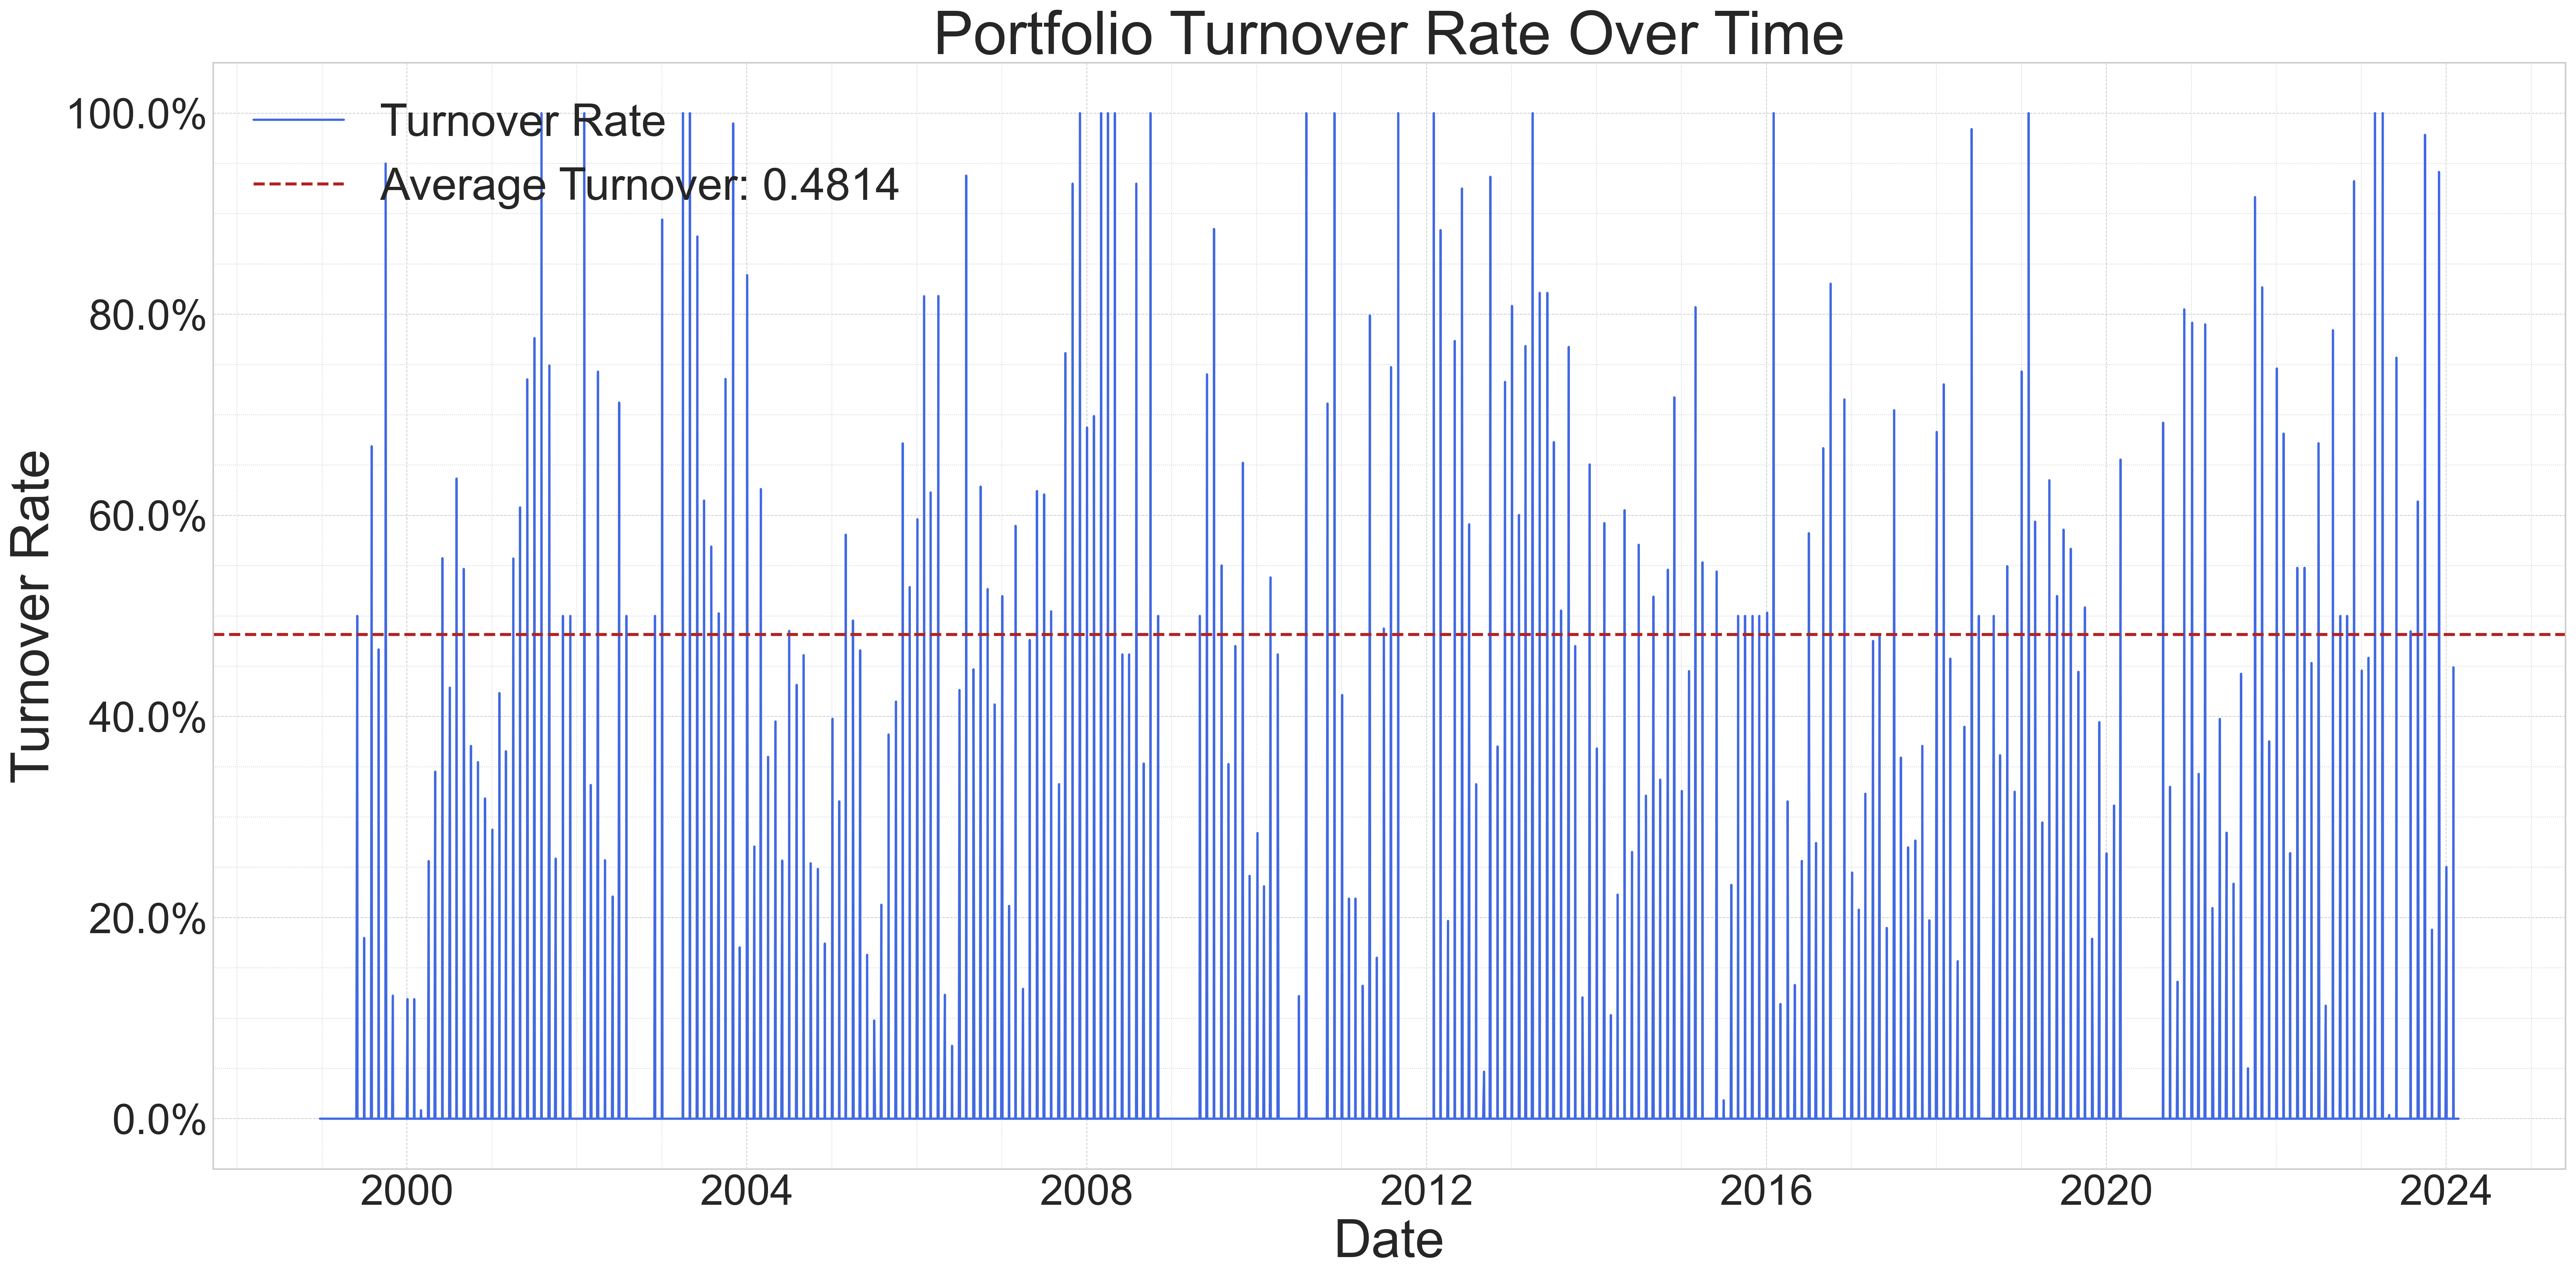 Portfolio Turnover Rate Over Time
Turnover Rate
Average Turnover: 0.4814
Turnover Rate
100.0%
80.0%
60.0%
40.0%
20.0%
0.0%
2000 2004 2008 2012 2016 2020 2024
Date